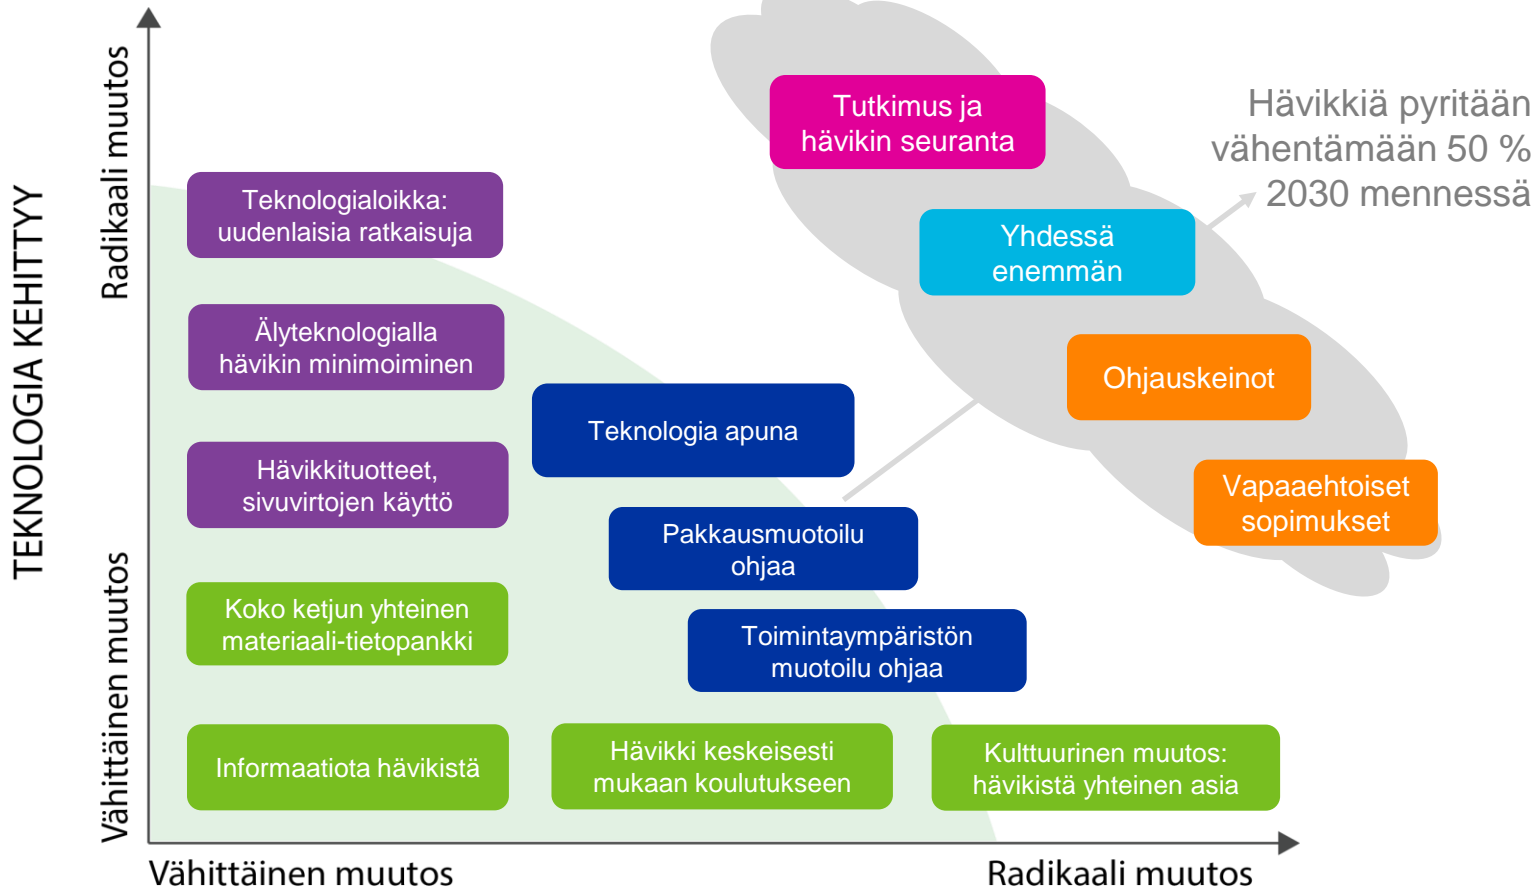 TEKNOLOGIA KEHITTYY
Radikaali muutos
Vähittäinen muutos
Tutkimus ja
hävikin seuranta
Hävikkiä pyritään
vähentämään 50 %
2030 mennessä
Teknologialoikka:
uudenlaisia ratkaisuja
Yhdessä
enemmän
Älyteknologialla
hävikin minimoiminen
Ohjauskeinot
Teknologia apuna
Hävikkituotteet,
sivuvirtojen käyttö
Vapaaehtoiset
sopimukset
Pakkausmuotoilu
ohjaa
Koko ketjun yhteinen
materiaali-tietopankki
Toimintaympäristön
muotoilu ohjaa
Informaatiota hävikistä
Hävikki keskeisesti
mukaan koulutukseen
Kulttuurinen muutos:
hävikistä yhteinen asia
Vähittäinen muutos
Radikaali muutos